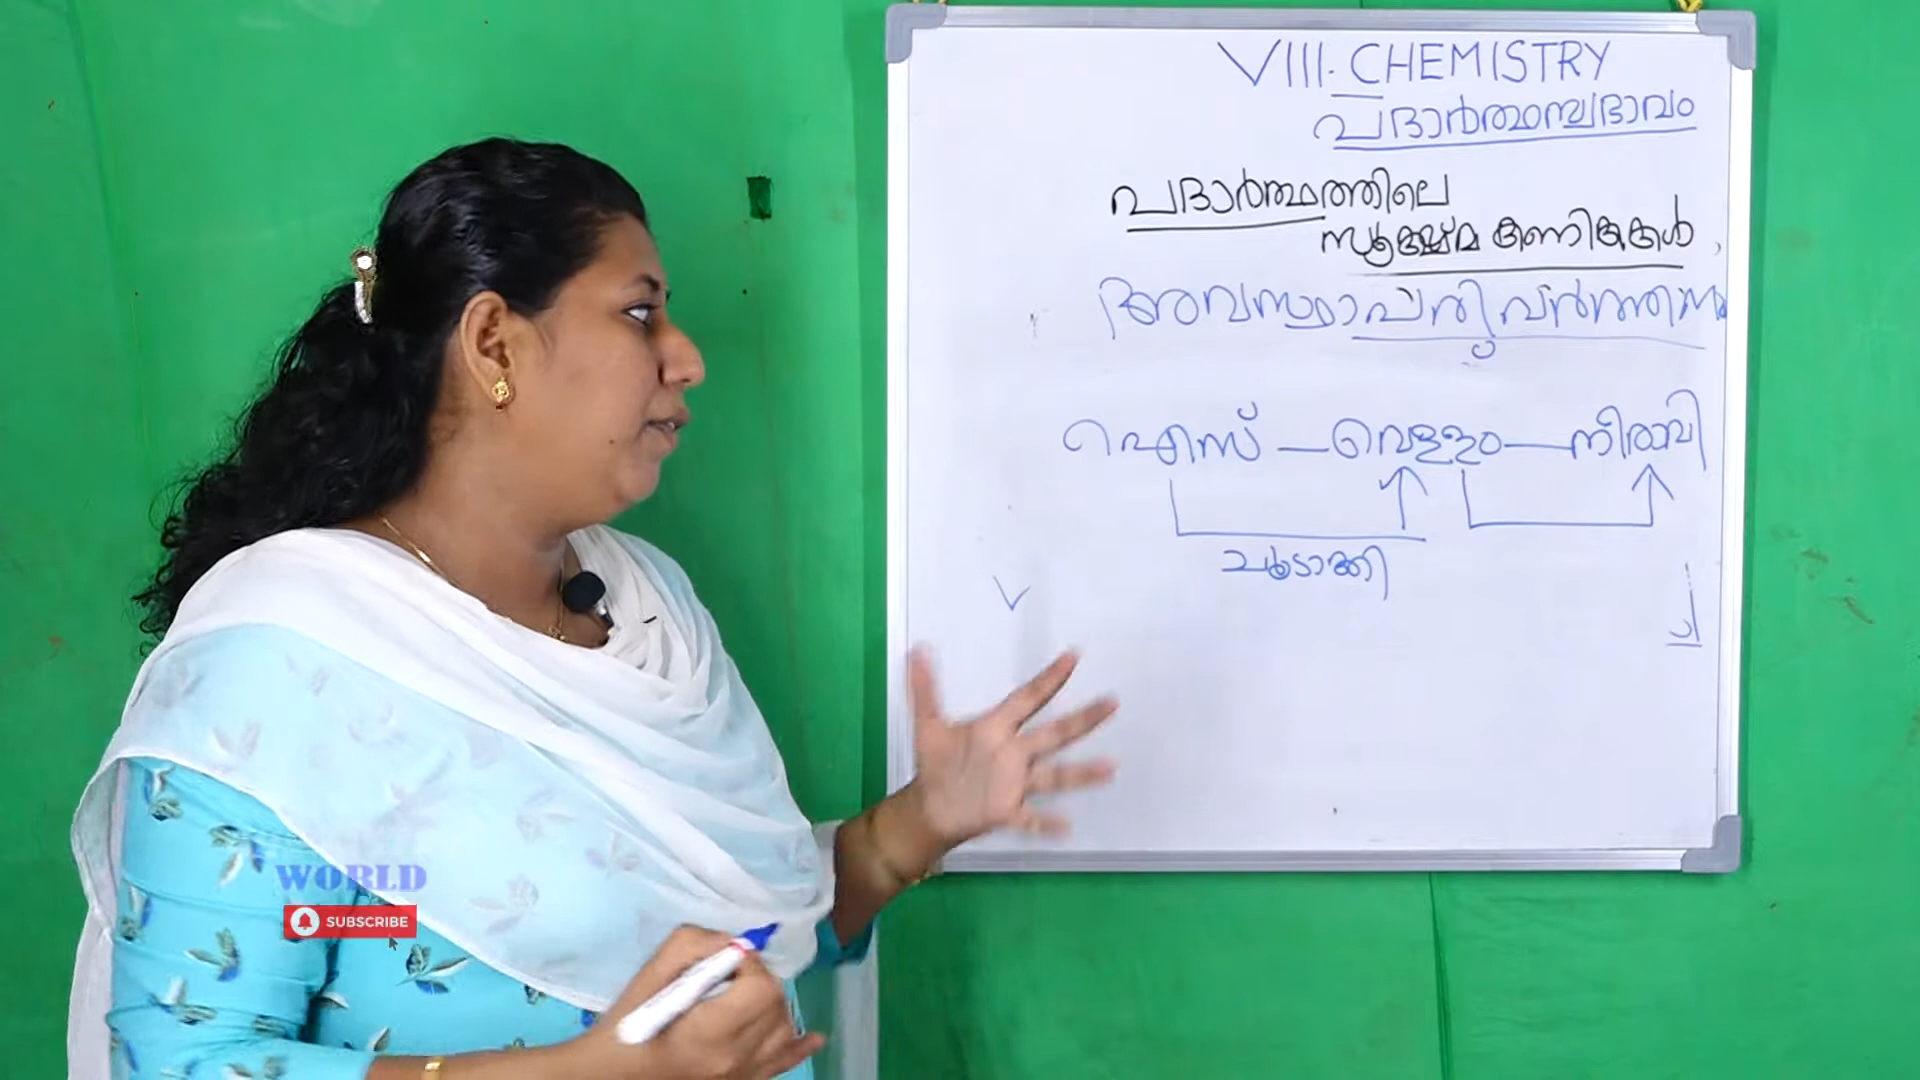 VIII. CHEMISTRY
പദാർത്ഥസ്വഭാവം
പദാർത്ഥത്തിലെ
സൂക്ഷ്മ കണികകൾ
അവസ്ഥാപരിവർത്തനം
ഐസ് — വെള്ളം — നീരാവി
ചൂടാക്കി
WORLD
SUBSCRIBE